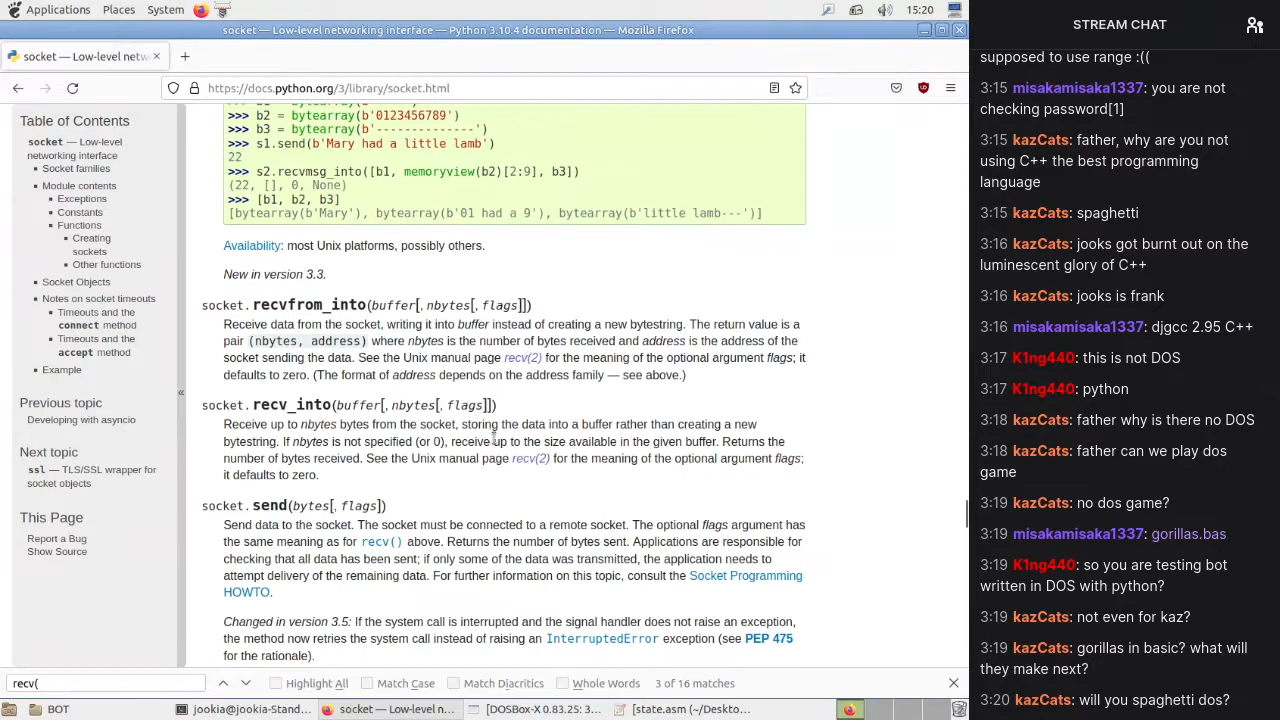 Applications Places System 15:20
socket — Low-level networking interface — Python 3.10.4 documentation — Mozilla Firefox
socket — Low-level netw
https://docs.python.org/3/library/socket.html
Table of Contents
socket — Low-level
networking interface
Socket families
Module contents
Exceptions
Constants
Functions
Creating
sockets
Other functions
Socket Objects
Notes on socket timeouts
Timeouts and the
connect method
Timeouts and the
accept method
Example
Previous topic
Developing with asyncio
Next topic
ssl — TLS/SSL wrapper for
socket objects
This Page
Report a Bug
Show Source
«
>>> b2 = bytearray(b'0123456789')
>>> b3 = bytearray(b'--------------')
>>> s1.send(b'Mary had a little lamb')
22
>>> s2.recvmsg_into([b1, memoryview(b2)[2:9], b3])
(22, [], 0, None)
>>> [b1, b2, b3]
[bytearray(b'Mary'), bytearray(b'01 had a 9'), bytearray(b'little lamb---')]
Availability: most Unix platforms, possibly others.
New in version 3.3.
socket.recvfrom_into(buffer[, nbytes[, flags]])
Receive data from the socket, writing it into buffer instead of creating a new bytestring. The return value is a
pair (nbytes, address) where nbytes is the number of bytes received and address is the address of the
socket sending the data. See the Unix manual page recv(2) for the meaning of the optional argument flags; it
defaults to zero. (The format of address depends on the address family — see above.)
socket.recv_into(buffer[, nbytes[, flags]])
Receive up to nbytes bytes from the socket, storing the data into a buffer rather than creating a new
bytestring. If nbytes is not specified (or 0), receive up to the size available in the given buffer. Returns the
number of bytes received. See the Unix manual page recv(2) for the meaning of the optional argument flags;
it defaults to zero.
socket.send(bytes[, flags])
Send data to the socket. The socket must be connected to a remote socket. The optional flags argument has
the same meaning as for recv() above. Returns the number of bytes sent. Applications are responsible for
checking that all data has been sent; if only some of the data was transmitted, the application needs to
attempt delivery of the remaining data. For further information on this topic, consult the Socket Programming
HOWTO.
Changed in version 3.5: If the system call is interrupted and the signal handler does not raise an exception,
the method now retries the system call instead of raising an InterruptedError exception (see PEP 475
for the rationale).
recv( Highlight All Match Case Match Diacritics Whole Words 3 of 16 matches
BOT jookia@jookia-Stand... socket — Low-level n... [DOSBox-X 0.83.25: 3... [state.asm (~/Deskto...
STREAM CHAT
supposed to use range :((
3:15 misakamisaka1337: you are not
checking password[1]
3:15 kazCats: father, why are you not
using C++ the best programming
language
3:15 kazCats: spaghetti
3:16 kazCats: jooks got burnt out on the
luminescent glory of C++
3:16 kazCats: jooks is frank
3:16 misakamisaka1337: djgcc 2.95 C++
3:17 K1ng440: this is not DOS
3:17 K1ng440: python
3:18 kazCats: father why is there no DOS
3:18 kazCats: father can we play dos
game
3:19 kazCats: no dos game?
3:19 misakamisaka1337: gorillas.bas
3:19 K1ng440: so you are testing bot
written in DOS with python?
3:19 kazCats: not even for kaz?
3:19 kazCats: gorillas in basic? what will
they make next?
3:20 kazCats: will you spaghetti dos?